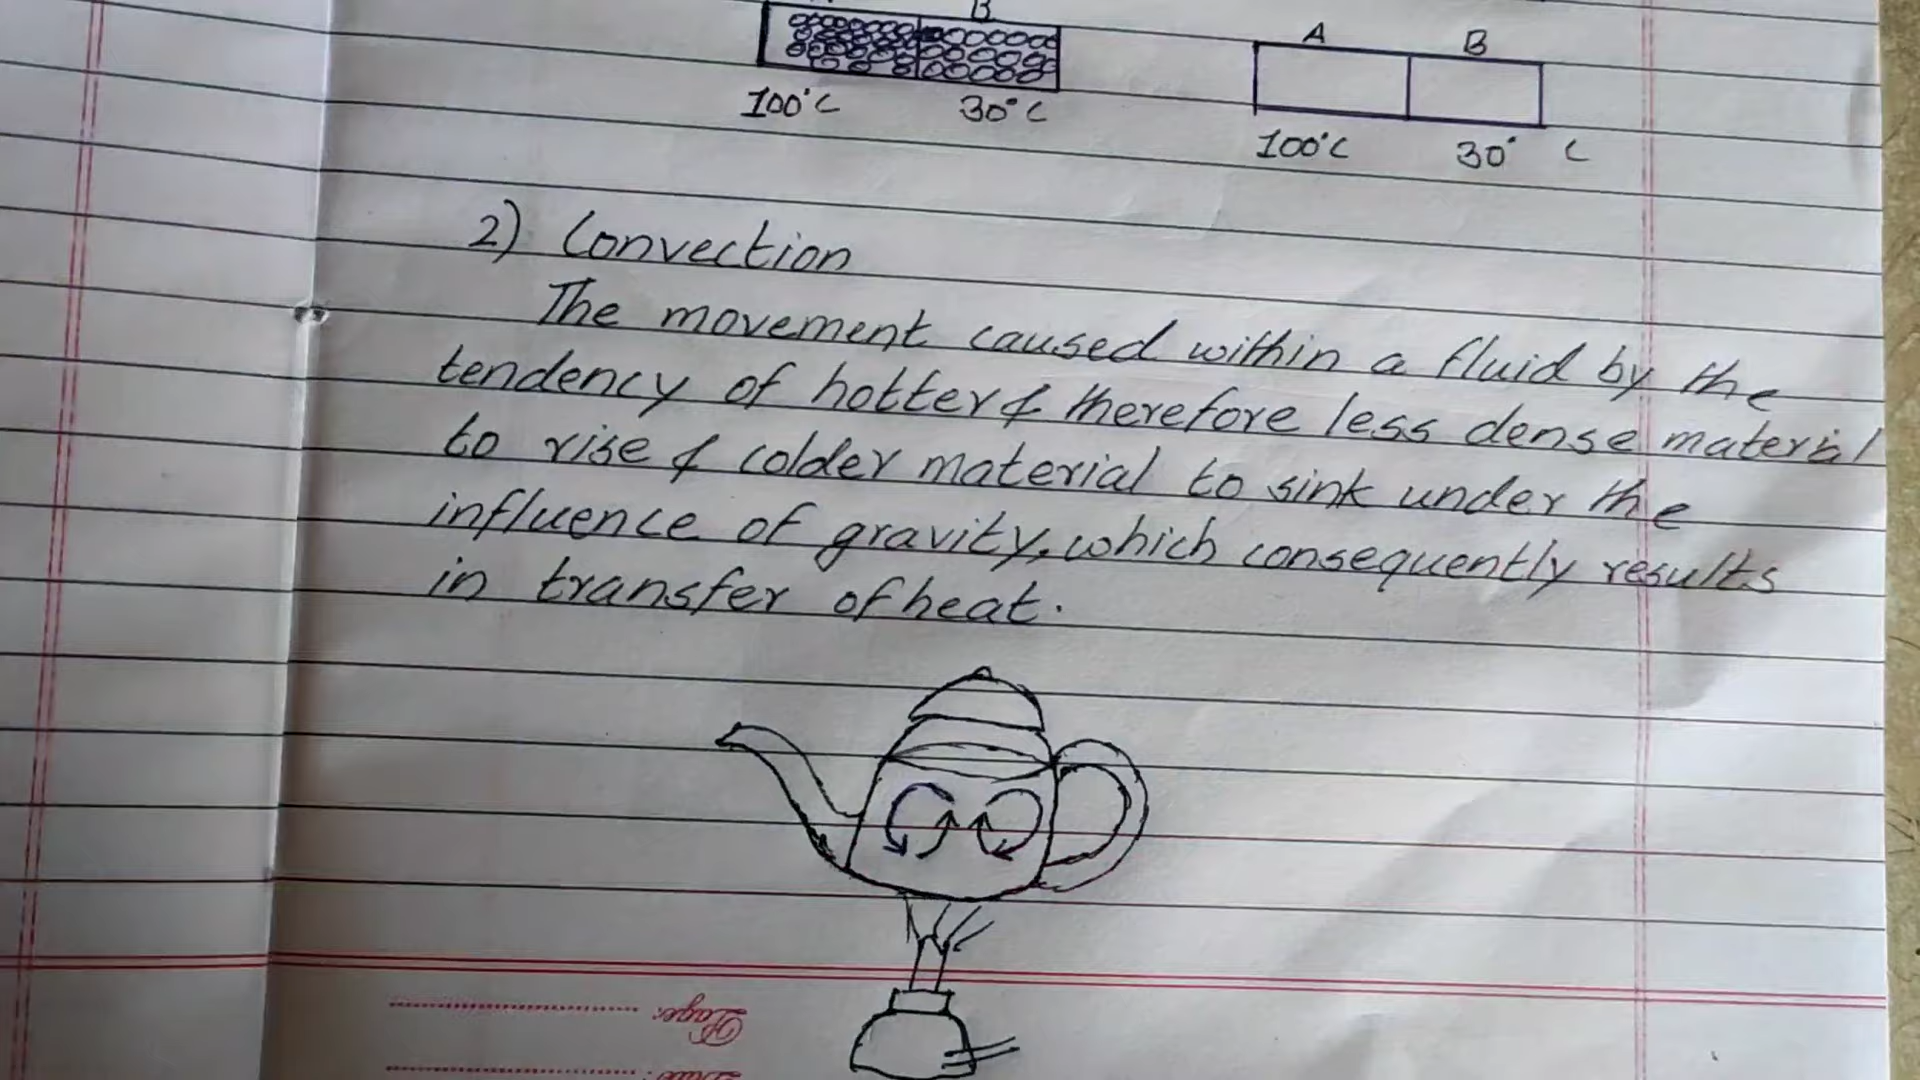 B
A B
100°C 30°C
100°C 30° C
2) Convection
The movement caused within a fluid by the
tendency of hotter & therefore less dense material
to rise & colder material to sink under the
influence of gravity, which consequently results
in transfer of heat.
Page:
Date: